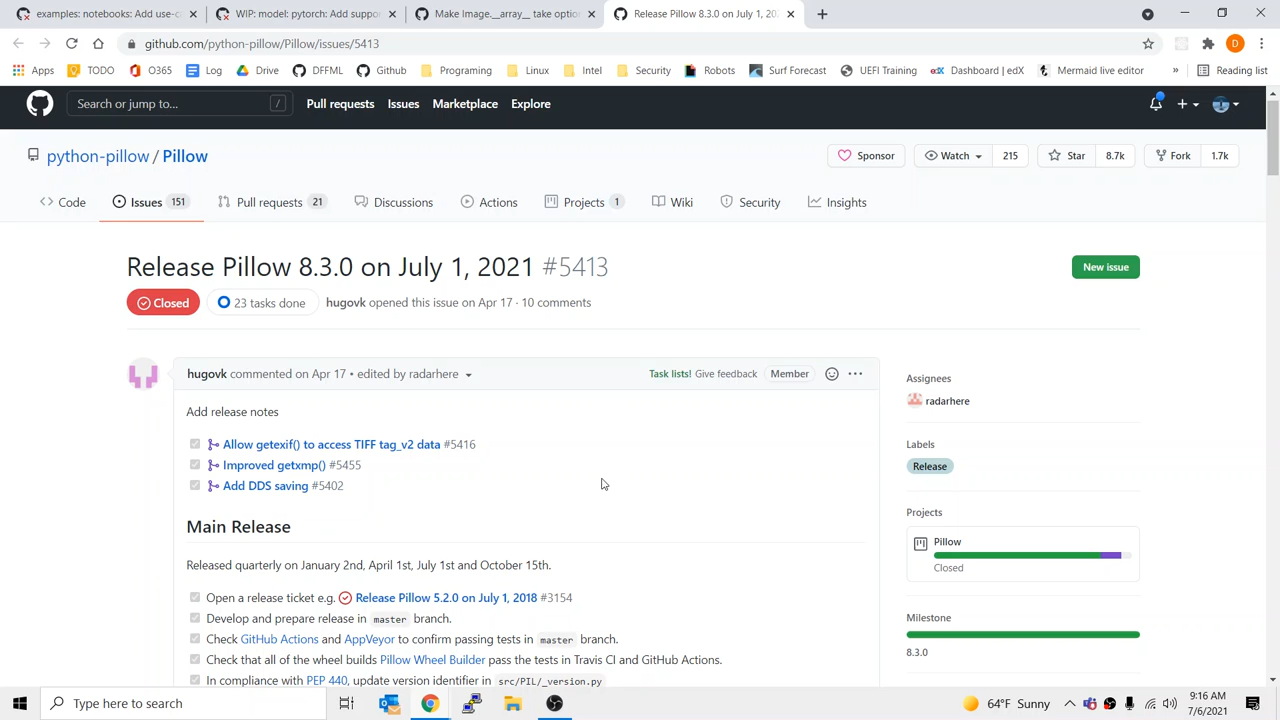 examples: notebooks: Add use-c
WIP: model: pytorch: Add suppor
Make Image.__array__ take optio
Release Pillow 8.3.0 on July 1, 202
github.com/python-pillow/Pillow/issues/5413
D
Apps
TODO
O365
Log
Drive
DFFML
Github
Programing
Linux
Intel
Security
Robots
Surf Forecast
UEFI Training
edX Dashboard | edX
Mermaid live editor
»
Reading list
Search or jump to...
/
Pull requests
Issues
Marketplace
Explore
python-pillow / Pillow
Sponsor
Watch 215
Star 8.7k
Fork 1.7k
Code
Issues 151
Pull requests 21
Discussions
Actions
Projects 1
Wiki
Security
Insights
Release Pillow 8.3.0 on July 1, 2021 #5413
New issue
Closed
23 tasks done
hugovk opened this issue on Apr 17 · 10 comments
hugovk commented on Apr 17 • edited by radarhere
Task lists! Give feedback
Member
Add release notes
Allow getexif() to access TIFF tag_v2 data #5416
Improved getxmp() #5455
Add DDS saving #5402
Main Release
Released quarterly on January 2nd, April 1st, July 1st and October 15th.
Open a release ticket e.g. Release Pillow 5.2.0 on July 1, 2018 #3154
Develop and prepare release in master branch.
Check GitHub Actions and AppVeyor to confirm passing tests in master branch.
Check that all of the wheel builds Pillow Wheel Builder pass the tests in Travis CI and GitHub Actions.
In compliance with PEP 440, update version identifier in src/PIL/_version.py
Assignees
radarhere
Labels
Release
Projects
Pillow
Closed
Milestone
8.3.0
Type here to search
64°F Sunny
9:16 AM
7/6/2021